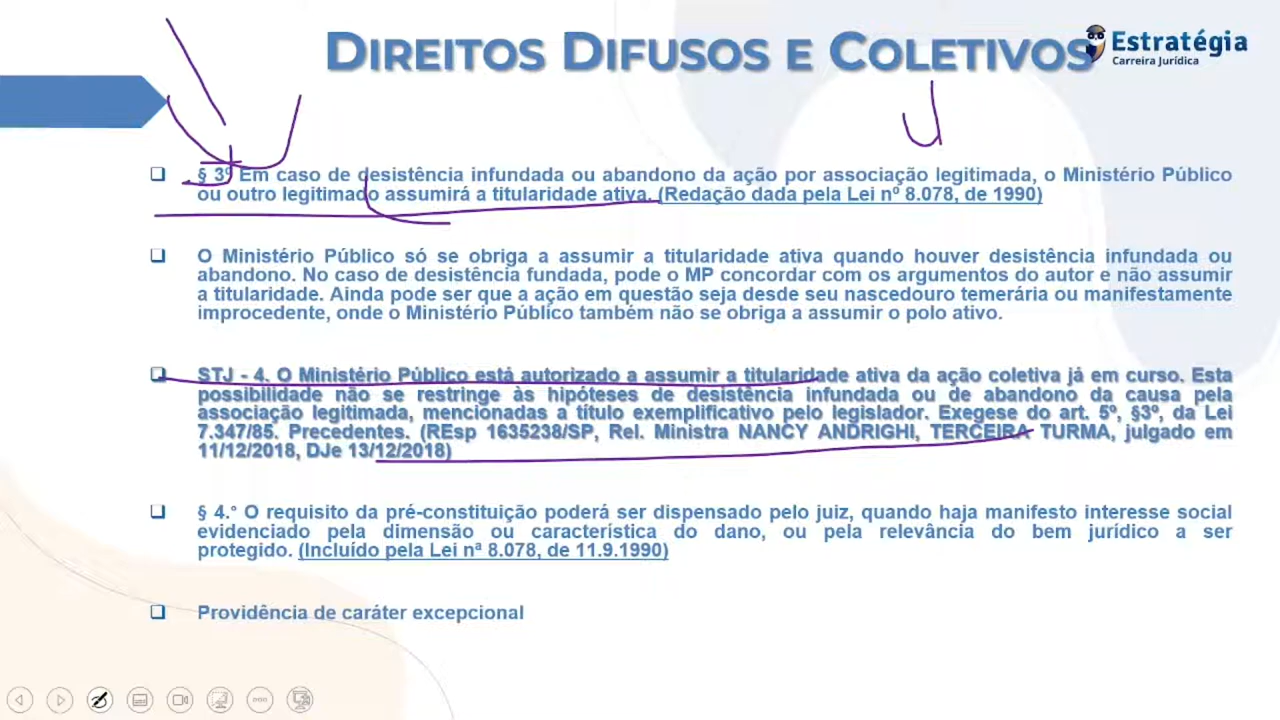 DIREITOS DIFUSOS E COLETIVOS
Estratégia
Carreira Jurídica
§ 3º Em caso de desistência infundada ou abandono da ação por associação legitimada, o Ministério Público
ou outro legitimado assumirá a titularidade ativa. (Redação dada pela Lei nº 8.078, de 1990)
O Ministério Público só se obriga a assumir a titularidade ativa quando houver desistência infundada ou
abandono. No caso de desistência fundada, pode o MP concordar com os argumentos do autor e não assumir
a titularidade. Ainda pode ser que a ação em questão seja desde seu nascedouro temerária ou manifestamente
improcedente, onde o Ministério Público também não se obriga a assumir o polo ativo.
STJ - 4. O Ministério Público está autorizado a assumir a titularidade ativa da ação coletiva já em curso. Esta
possibilidade não se restringe às hipóteses de desistência infundada ou de abandono da causa pela
associação legitimada, mencionadas a título exemplificativo pelo legislador. Exegese do art. 5º, §3º, da Lei
7.347/85. Precedentes. (REsp 1635238/SP, Rel. Ministra NANCY ANDRIGHI, TERCEIRA TURMA, julgado em
11/12/2018, DJe 13/12/2018)
§ 4.° O requisito da pré-constituição poderá ser dispensado pelo juiz, quando haja manifesto interesse social
evidenciado pela dimensão ou característica do dano, ou pela relevância do bem jurídico a ser
protegido. (Incluído pela Lei nª 8.078, de 11.9.1990)
Providência de caráter excepcional